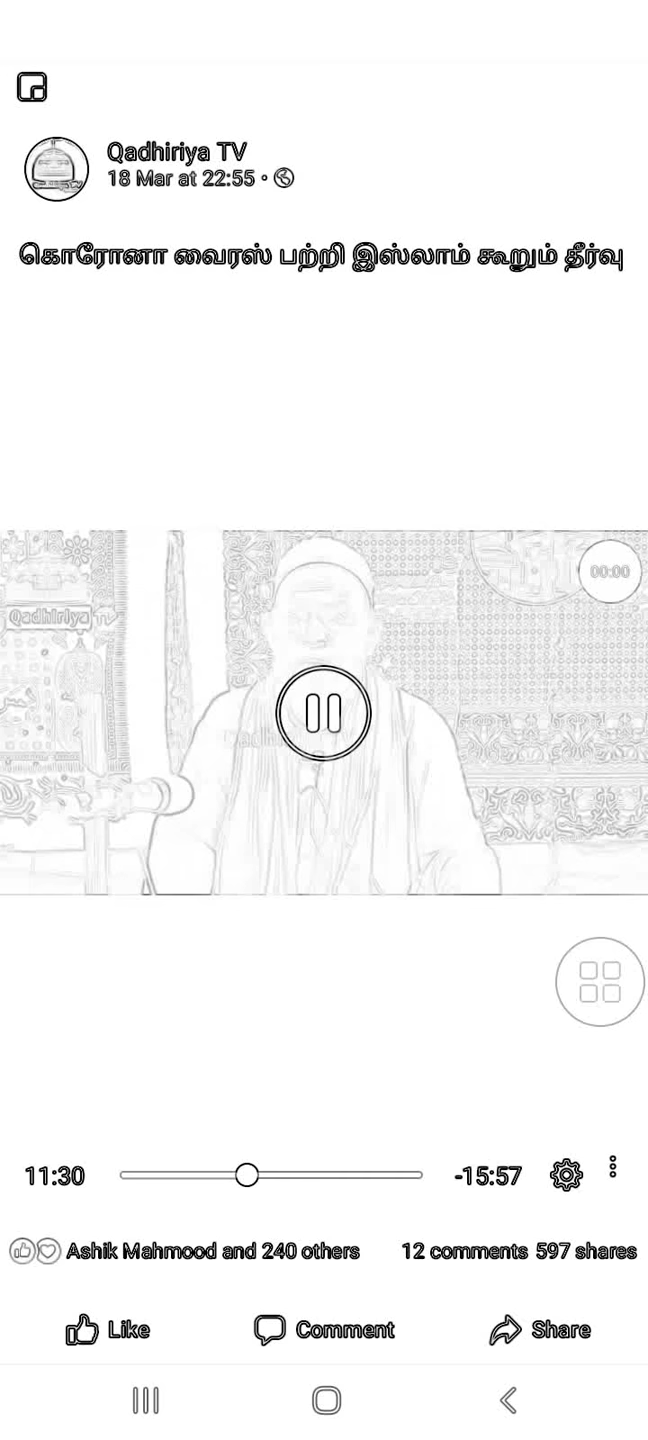 Qadhiriya TV
18 Mar at 22:55 •
கொரோனா வைரஸ் பற்றி இஸ்லாம் கூறும் தீர்வு
00:00
Qadhiriya TV
11:30
-15:57
Ashik Mahmood and 240 others
12 comments 597 shares
Like
Comment
Share